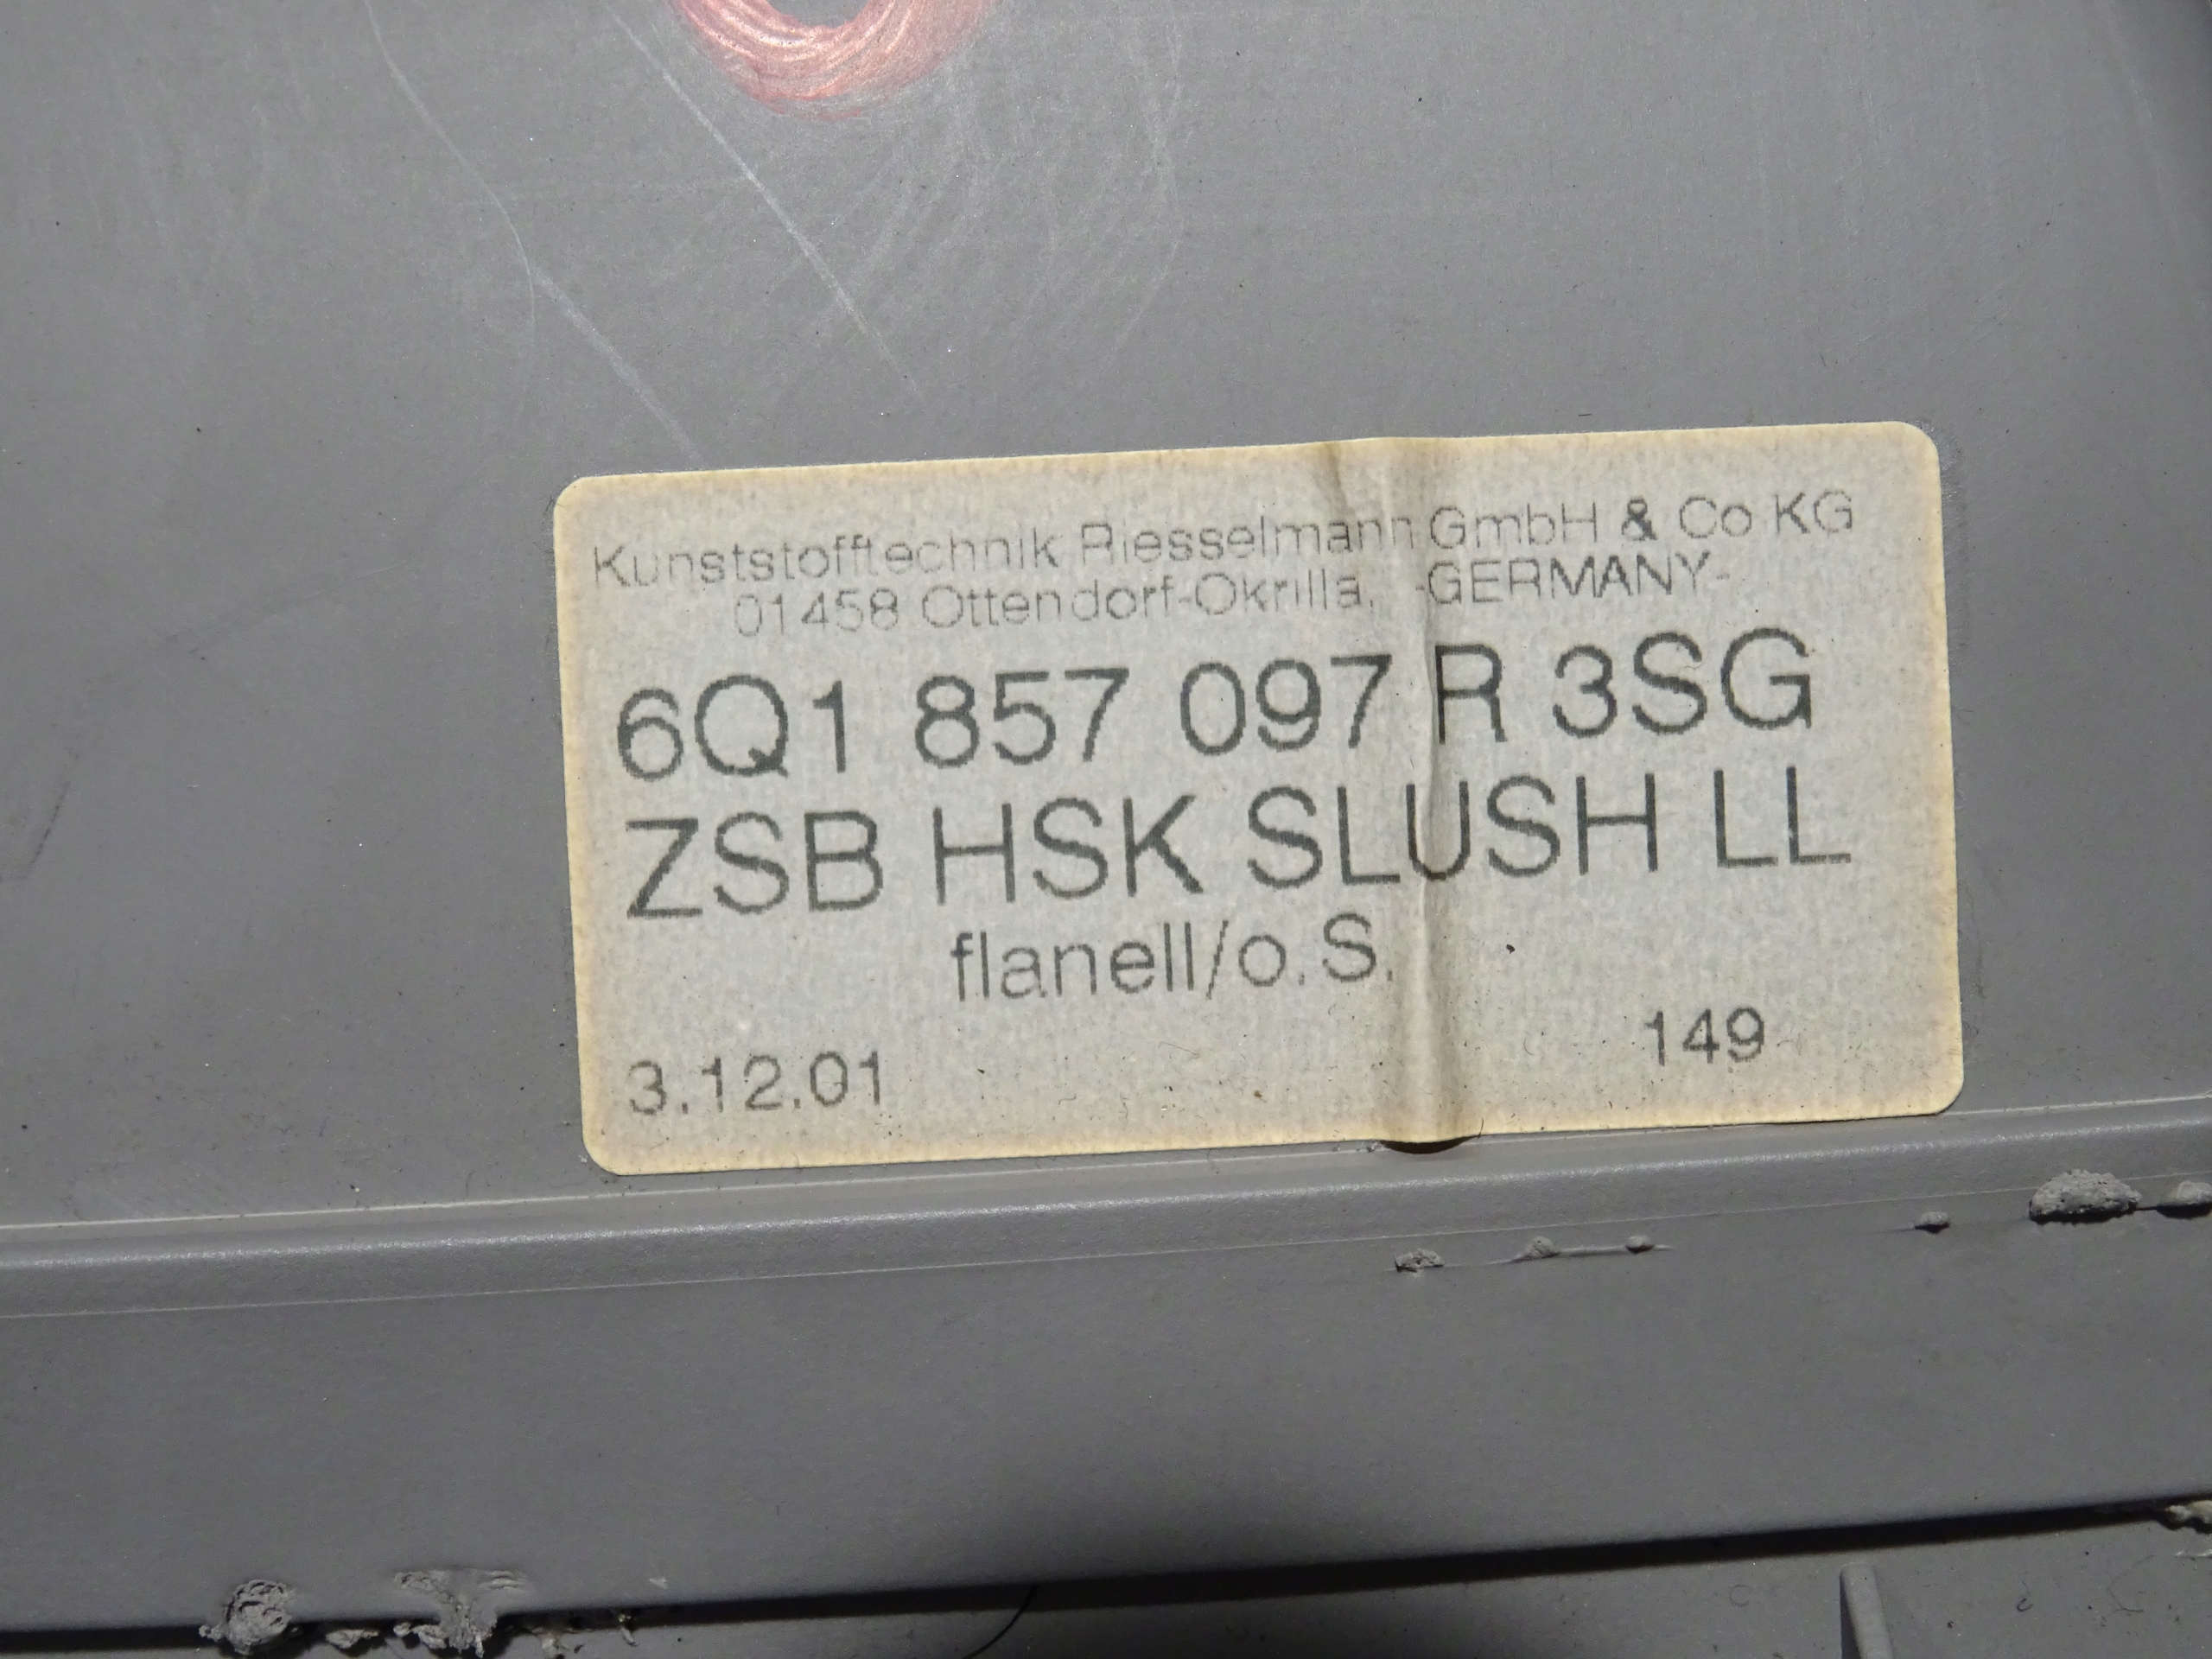 Kunststofftechnik Riesselmann GmbH & Co KG
01458 Ottendorf-Okrilla, -GERMANY-
6Q1 857 097 R 3SG
ZSB HSK SLUSH LL
flanell/o.S.
3.12.01 149